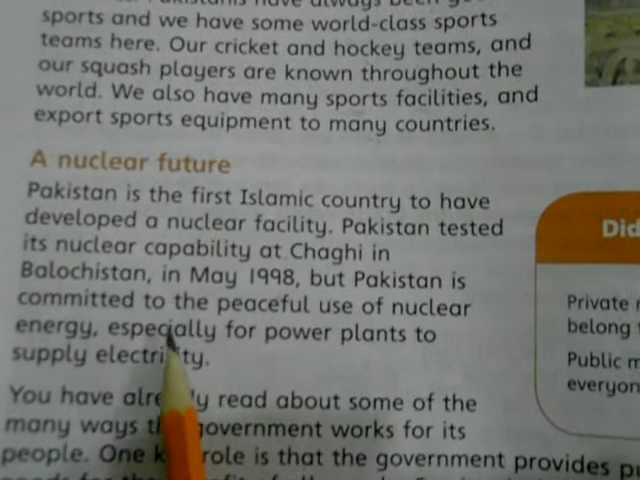 have always been
sports and we have some world-class sports
teams here. Our cricket and hockey teams, and
our squash players are known throughout the
world. We also have many sports facilities, and
export sports equipment to many countries.
A nuclear future
Pakistan is the first Islamic country to have
developed a nuclear facility. Pakistan tested
its nuclear capability at Chaghi in
Balochistan, in May 1998, but Pakistan is
committed to the peaceful use of nuclear
energy, especially for power plants to
supply electricity.
You have already read about some of the
many ways government works for its
people. One role is that the government provides
Did
Private
belong
Public
everyon